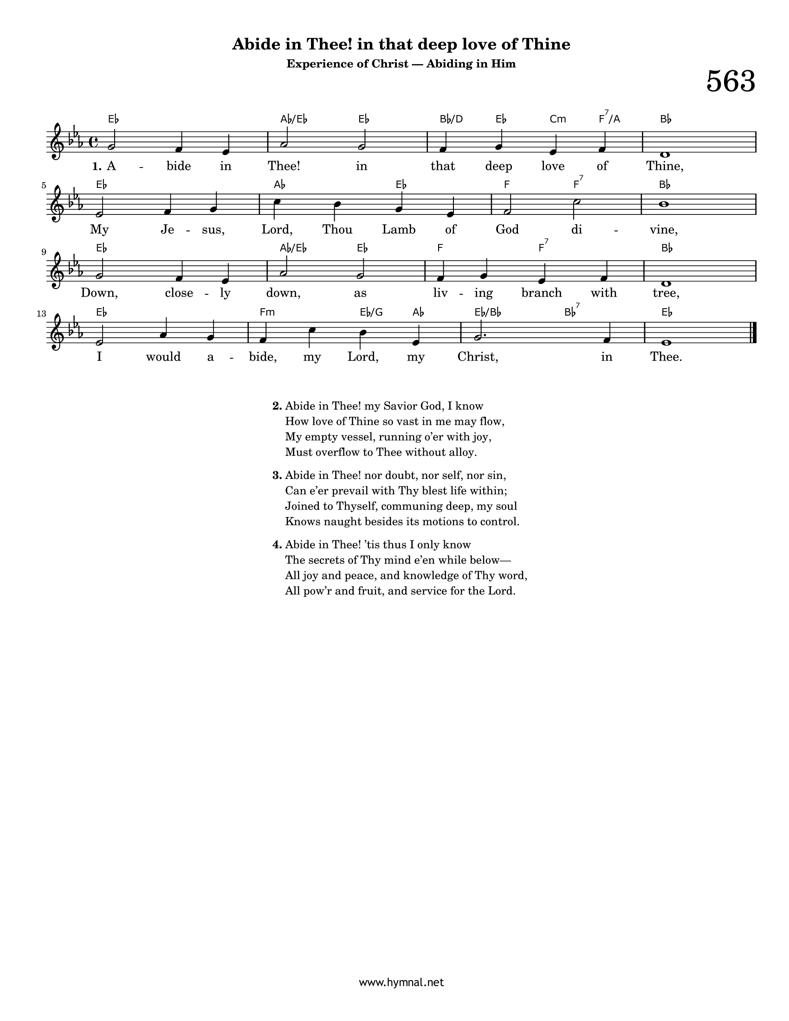 Abide in Thee! in that deep love of Thine
Experience of Christ — Abiding in Him
563
E♭ A♭/E♭ E♭ B♭/D E♭ Cm F7/A B♭
1. A - bide in Thee! in that deep love of Thine,
5
E♭ A♭ E♭ F F7 B♭
My Je - sus, Lord, Thou Lamb of God di - vine,
9
E♭ A♭/E♭ E♭ F F7 B♭
Down, close - ly down, as liv - ing branch with tree,
13
E♭ Fm E♭/G A♭ E♭/B♭ B♭7 E♭
I would a - bide, my Lord, my Christ, in Thee.
2. Abide in Thee! my Savior God, I know
How love of Thine so vast in me may flow,
My empty vessel, running o'er with joy,
Must overflow to Thee without alloy.
3. Abide in Thee! nor doubt, nor self, nor sin,
Can e'er prevail with Thy blest life within;
Joined to Thyself, communing deep, my soul
Knows naught besides its motions to control.
4. Abide in Thee! 'tis thus I only know
The secrets of Thy mind e'en while below—
All joy and peace, and knowledge of Thy word,
All pow'r and fruit, and service for the Lord.
www.hymnal.net